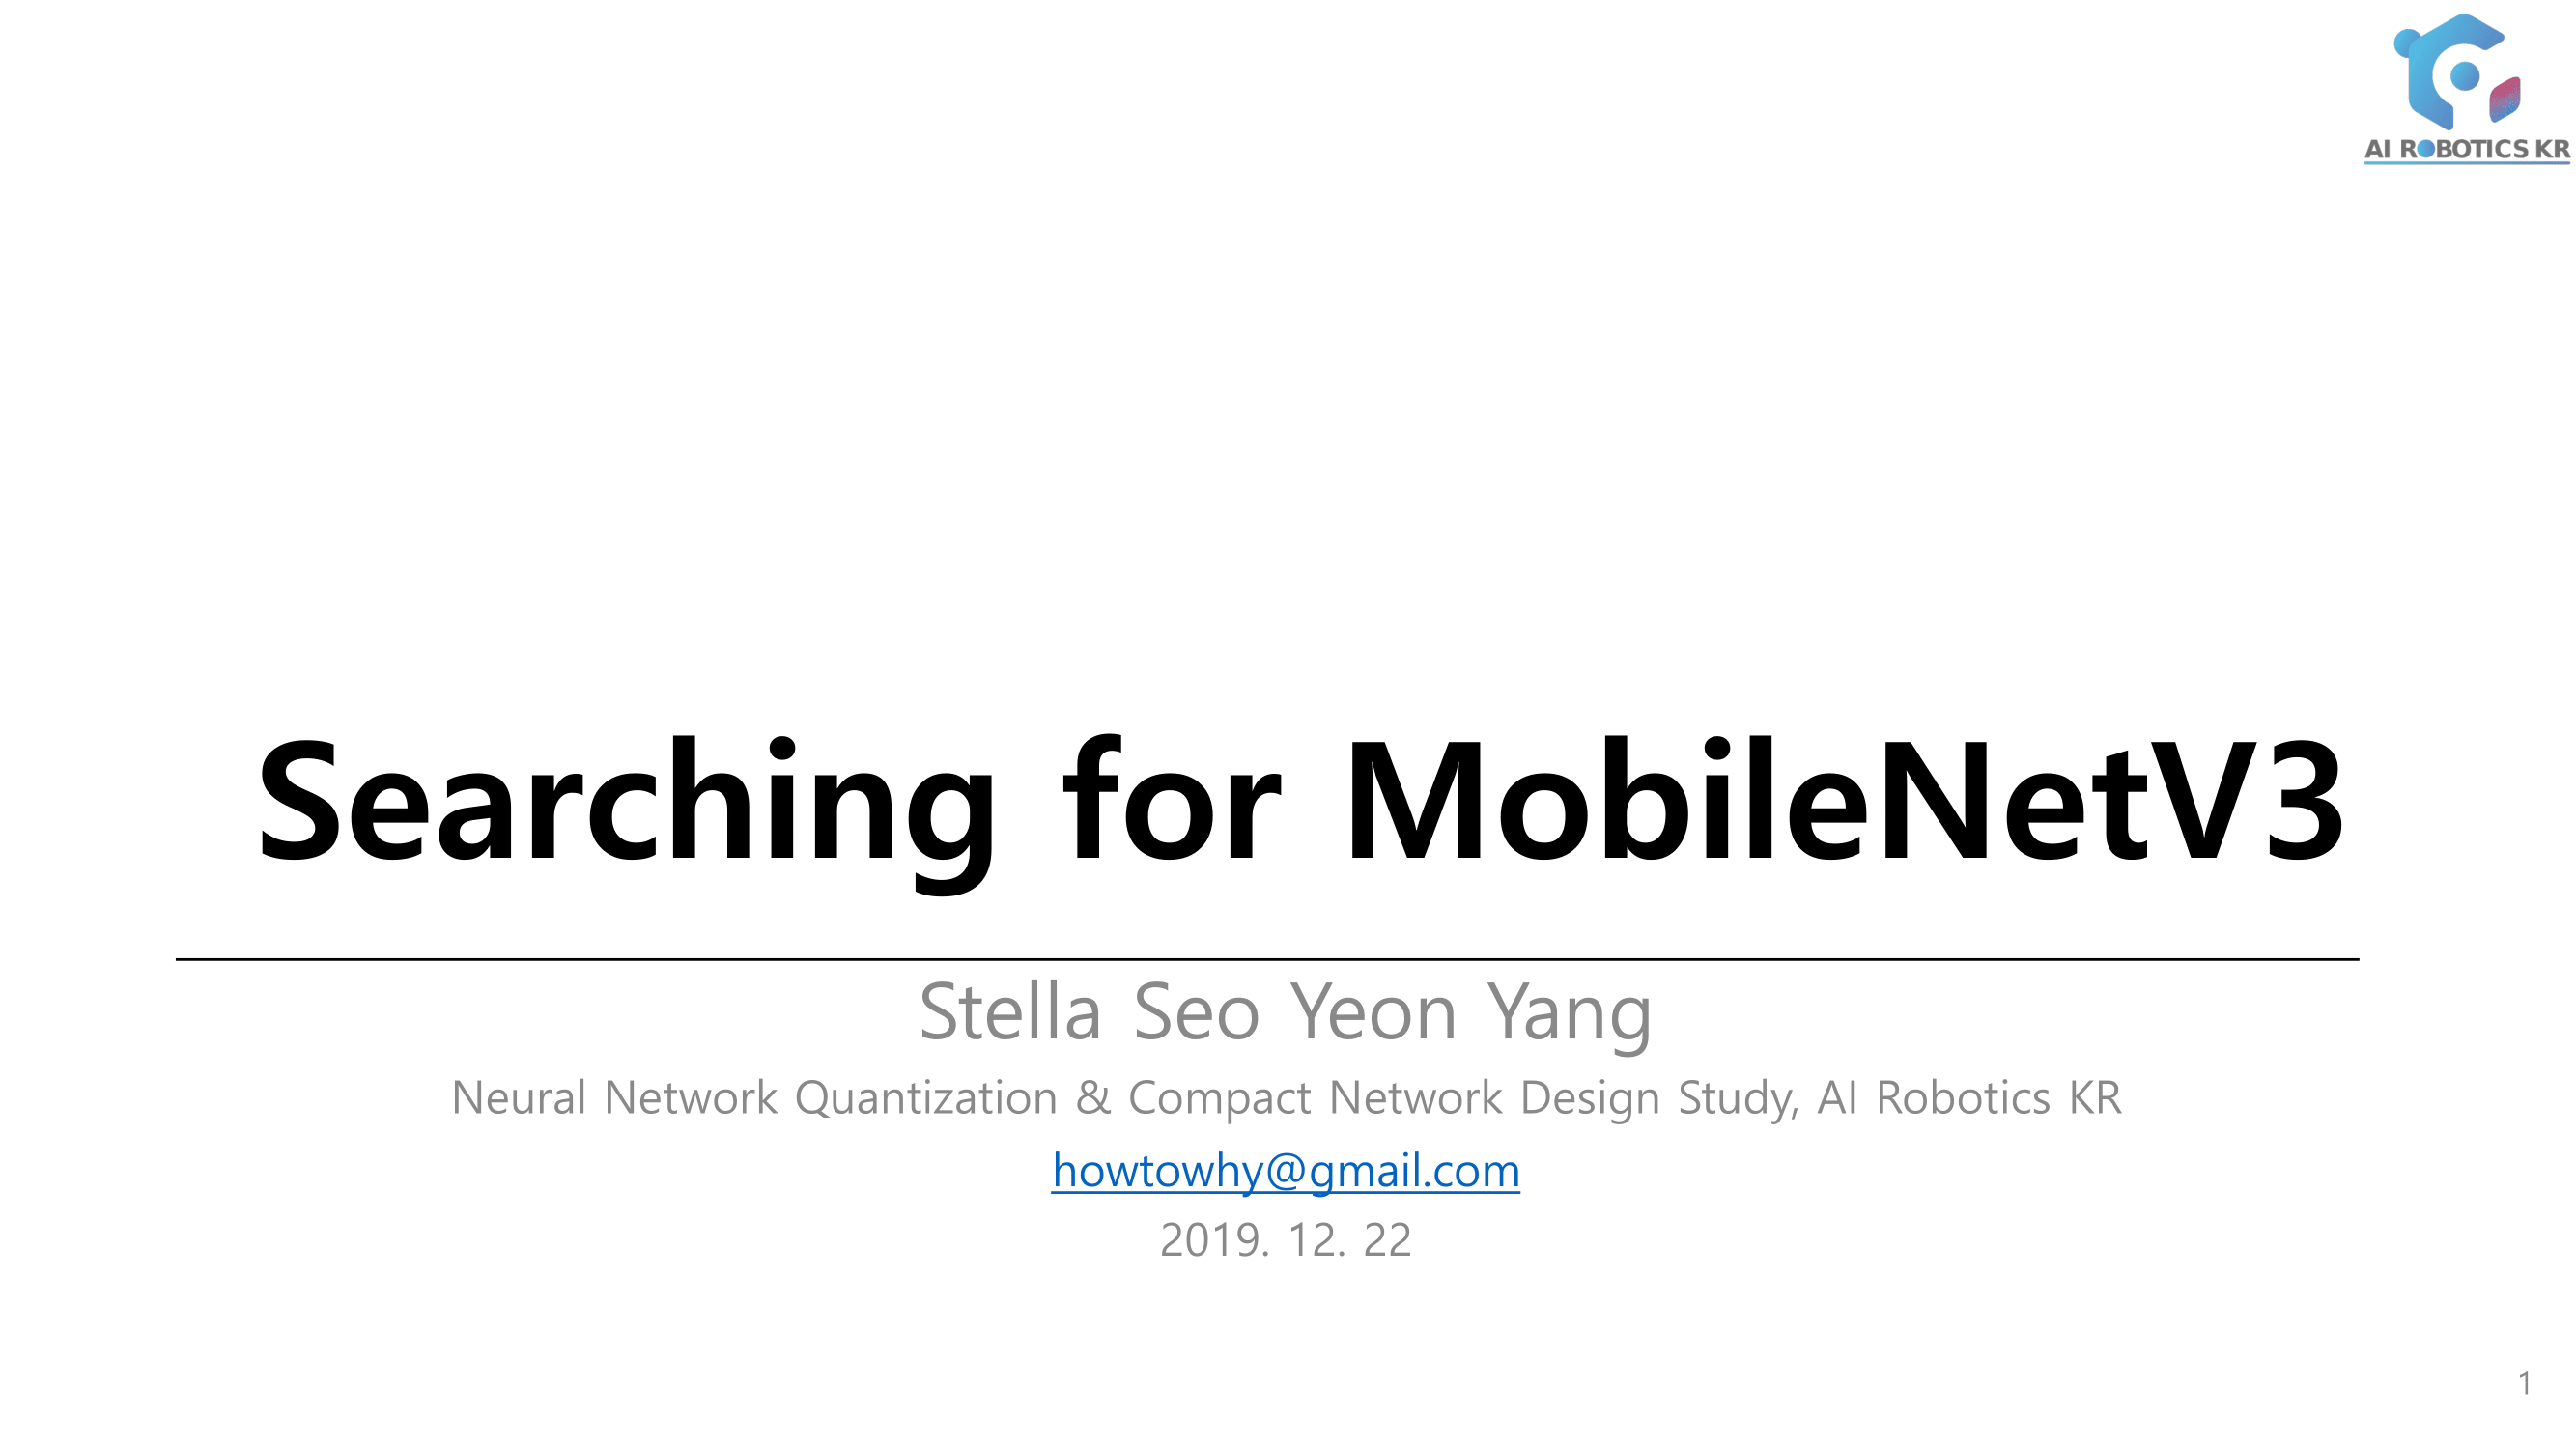 AI ROBOTICS KR
Searching for MobileNetV3
Stella Seo Yeon Yang
Neural Network Quantization & Compact Network Design Study, AI Robotics KR
howtowhy@gmail.com
2019. 12. 22
1